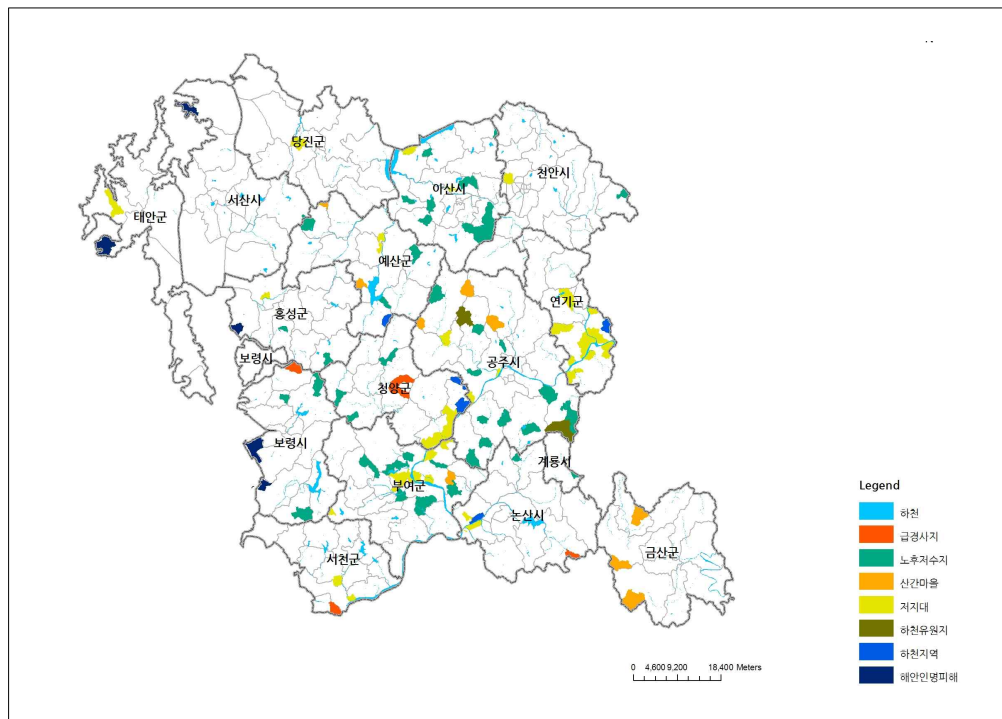 당진군
천안시
아산시
서산시
태안군
예산군
연기군
홍성군
보령시
공주시
청양군
보령시
계룡시
부여군
논산시
서천군
금산군
Legend
하천
급경사지
노후저수지
산간마을
저지대
하천유원지
하천지역
해안인명피해
0 4,600 9,200 18,400 Meters